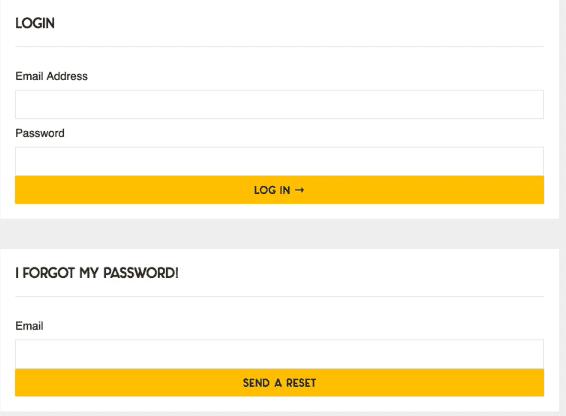 LOGIN
Email Address
Password
LOG IN →
I FORGOT MY PASSWORD!
Email
SEND A RESET